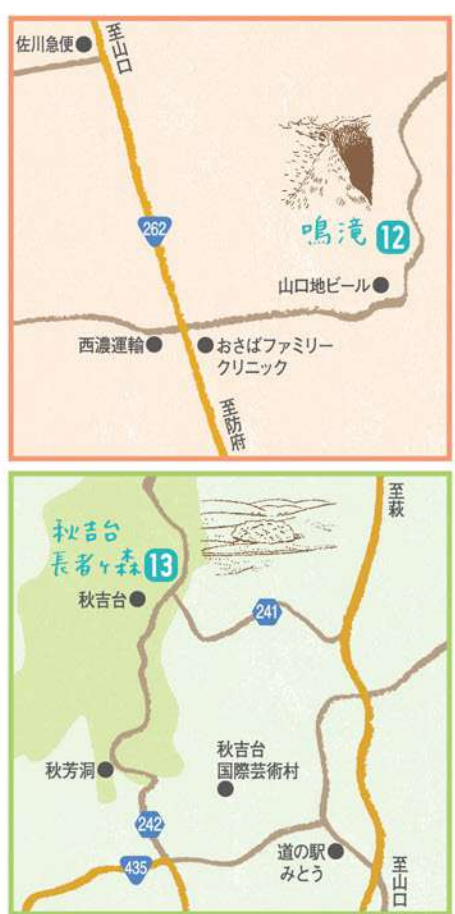 佐川急便
至山口
262
鳴滝 12
山口地ビール
西濃運輸
おさばファミリー
クリニック
至防府
至萩
秋吉台
長者ヶ森 13
秋吉台
241
秋芳洞
秋吉台
国際芸術村
242
435
道の駅
みとう
至山口